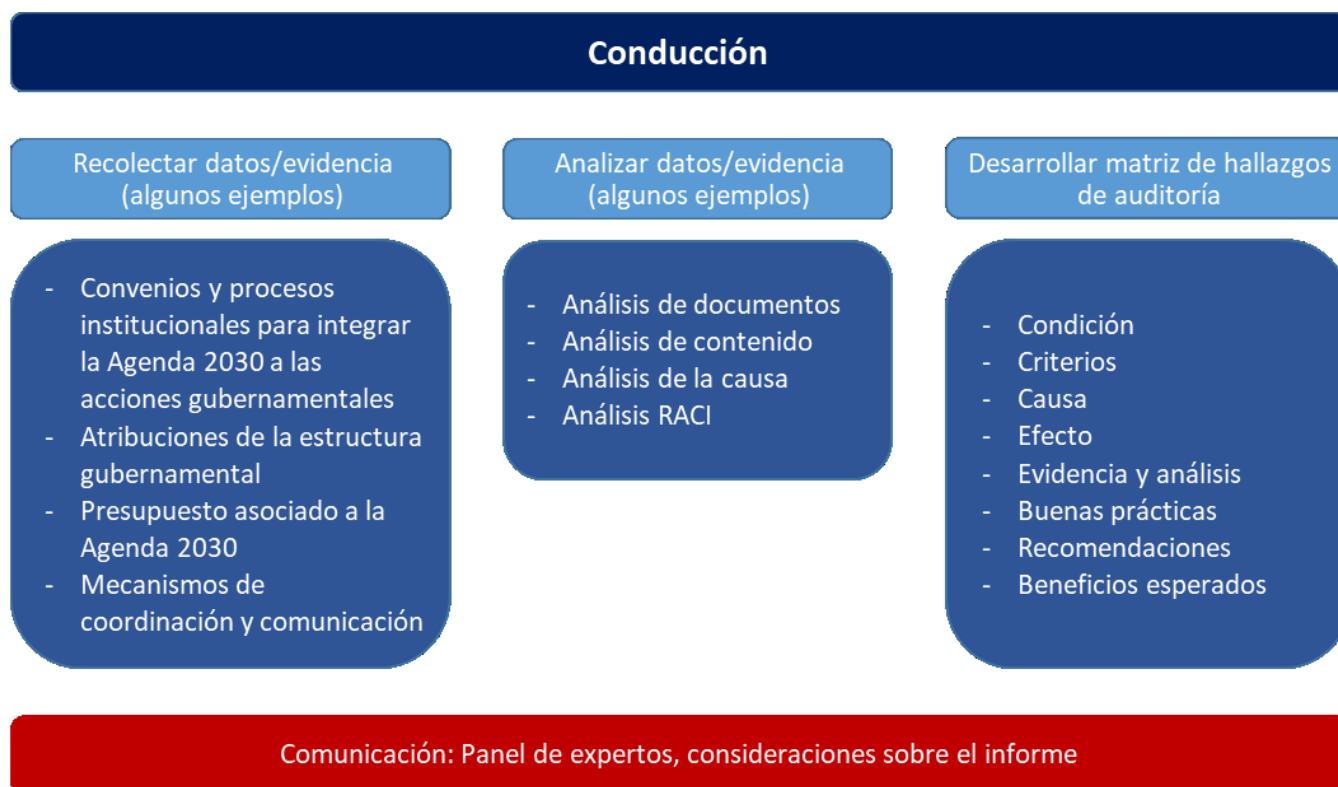 Conducción
Recolectar datos/evidencia
(algunos ejemplos)
- Convenios y procesos
institucionales para integrar
la Agenda 2030 a las
acciones gubernamentales
- Atribuciones de la estructura
gubernamental
- Presupuesto asociado a la
Agenda 2030
- Mecanismos de
coordinación y comunicación
Analizar datos/evidencia
(algunos ejemplos)
- Análisis de documentos
- Análisis de contenido
- Análisis de la causa
- Análisis RACI
Desarrollar matriz de hallazgos
de auditoría
- Condición
- Criterios
- Causa
- Efecto
- Evidencia y análisis
- Buenas prácticas
- Recomendaciones
- Beneficios esperados
Comunicación: Panel de expertos, consideraciones sobre el informe